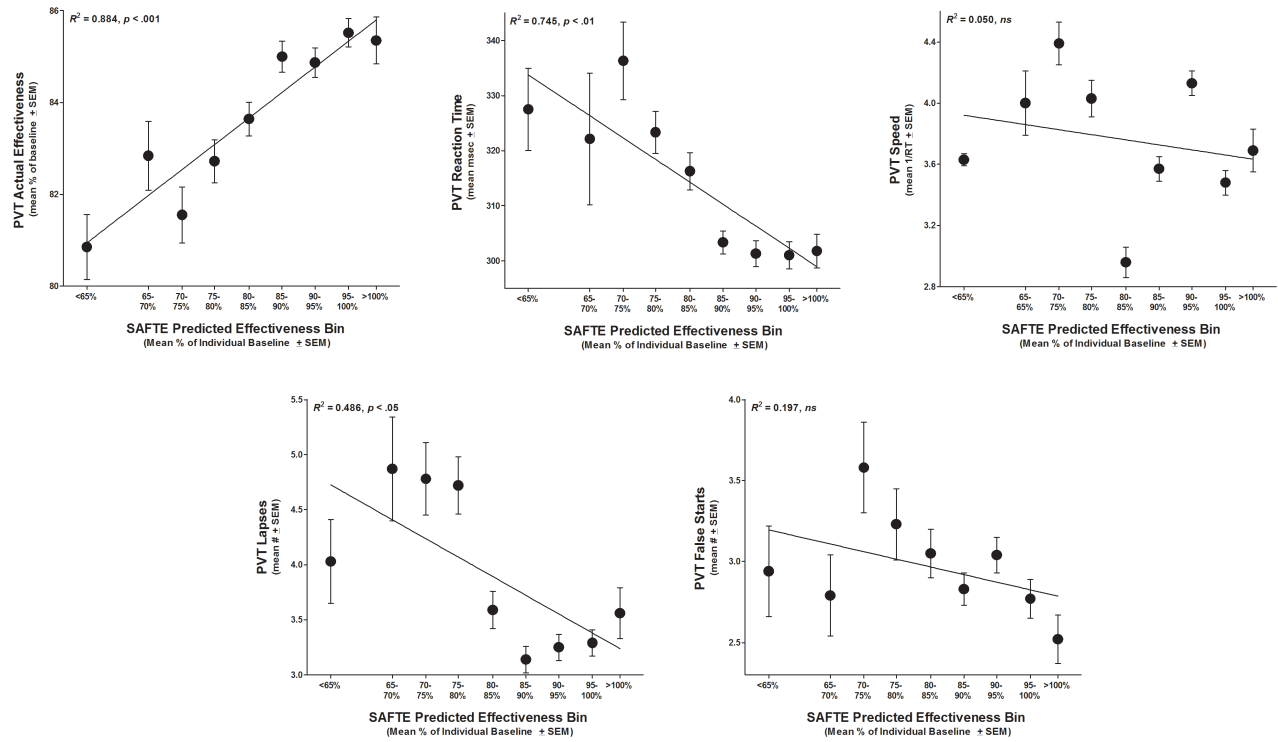 R² = 0.884, p < .001
PVT Actual Effectiveness
(mean % of baseline ± SEM)
86
84
82
80
<65% 65- 70- 75- 80- 85- 90- 95- >100%
70% 75% 80% 85% 90% 95% 100%
SAFTE Predicted Effectiveness Bin
(Mean % of Individual Baseline ± SEM)
R² = 0.745, p < .01
PVT Reaction Time
(mean msec ± SEM)
340
330
320
310
300
<65% 65- 70- 75- 80- 85- 90- 95- >100%
70% 75% 80% 85% 90% 95% 100%
SAFTE Predicted Effectiveness Bin
(Mean % of Individual Baseline ± SEM)
R² = 0.050, ns
PVT Speed
(mean 1/RT ± SEM)
4.4
4.0
3.6
3.2
2.8
<65% 65- 70- 75- 80- 85- 90- 95- >100%
65% 75% 80% 85% 90% 95% 100%
SAFTE Predicted Effectiveness Bin
(Mean % of Individual Baseline ± SEM)
R² = 0.486, p < .05
PVT Lapses
(mean # ± SEM)
5.5
5.0
4.5
4.0
3.5
3.0
<65% 65- 70- 75- 80- 85- 90- 95- >100%
70% 75% 80% 85% 90% 95% 100%
SAFTE Predicted Effectiveness Bin
(Mean % of Individual Baseline ± SEM)
R² = 0.197, ns
PVT False Starts
(mean # ± SEM)
4.0
3.5
3.0
2.5
<65% 65- 70- 75- 80- 85- 90- 95- >100%
70% 75% 80% 85% 90% 95% 100%
SAFTE Predicted Effectiveness Bin
(Mean % of Individual Baseline ± SEM)